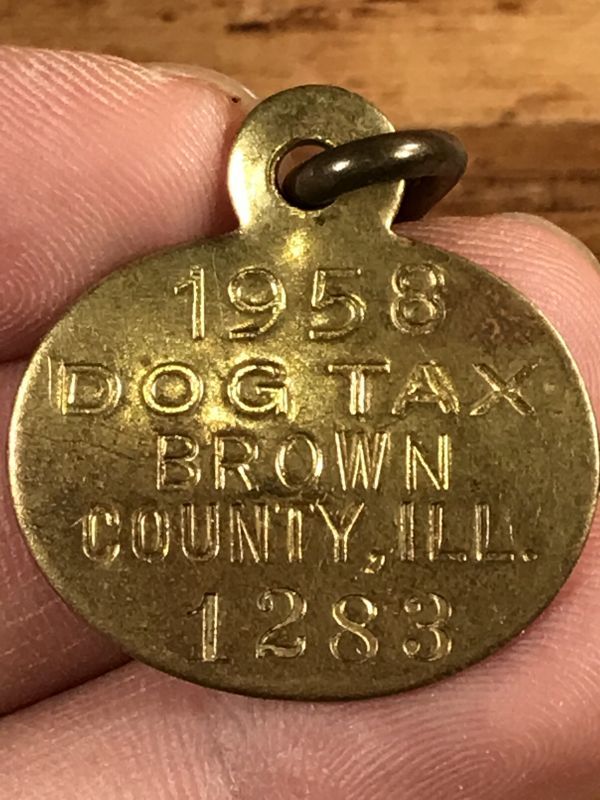 1958
DOG TAX
BROWN
COUNTY, ILL.
1283